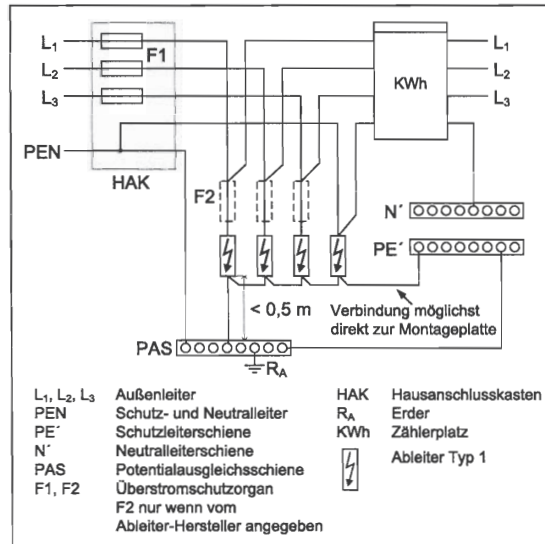 L1 F1 L1
L2 L2
L3 KWh L3
PEN
HAK
F2
N´
PE´
< 0,5 m
Verbindung möglichst
direkt zur Montageplatte
PAS
RA
L1, L2, L3 Außenleiter
PEN Schutz- und Neutralleiter
PE´ Schutzleiterschiene
N´ Neutralleiterschiene
PAS Potentialausgleichsschiene
F1, F2 Überstromschutzorgan
F2 nur wenn vom
Ableiter-Hersteller angegeben
HAK Hausanschlusskasten
RA Erder
KWh Zählerplatz
Ableiter Typ 1